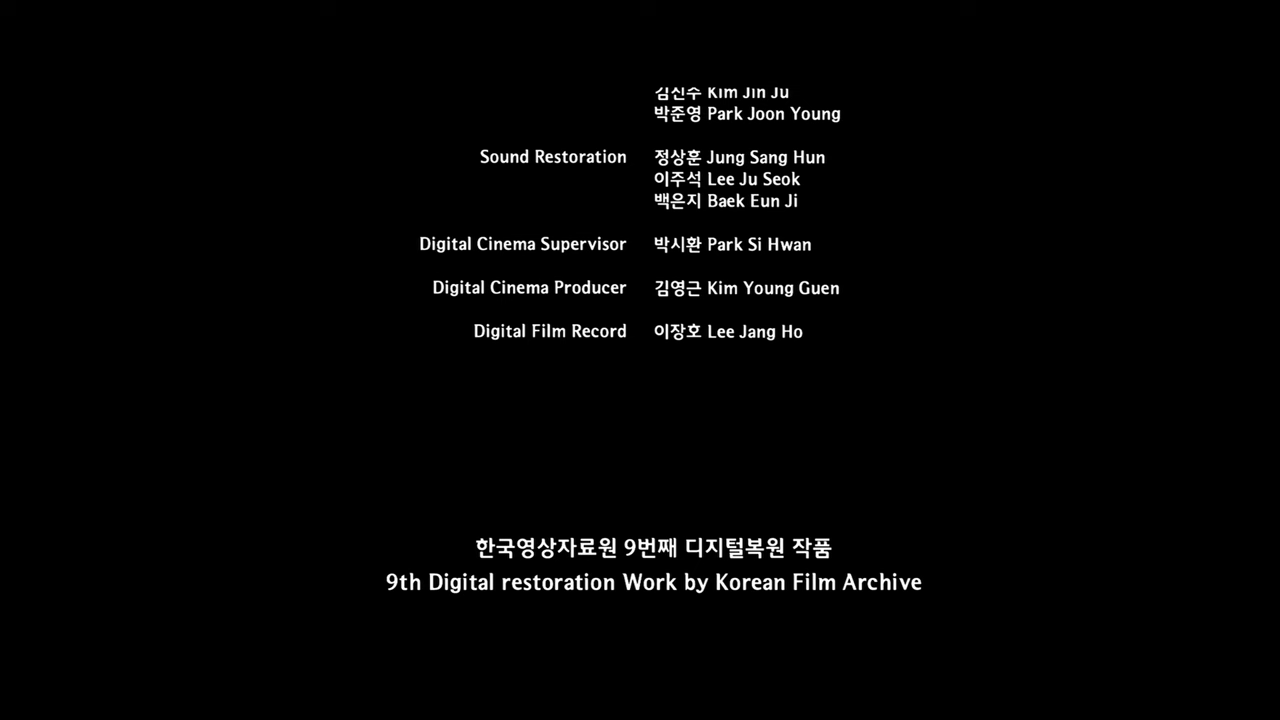 Kim Jin Ju
박준영 Park Joon Young
Sound Restoration 정상훈 Jung Sang Hun
이주석 Lee Ju Seok
백은지 Baek Eun Ji
Digital Cinema Supervisor 박시환 Park Si Hwan
Digital Cinema Producer 김영근 Kim Young Guen
Digital Film Record 이장호 Lee Jang Ho
한국영상자료원 9번째 디지털복원 작품
9th Digital restoration Work by Korean Film Archive